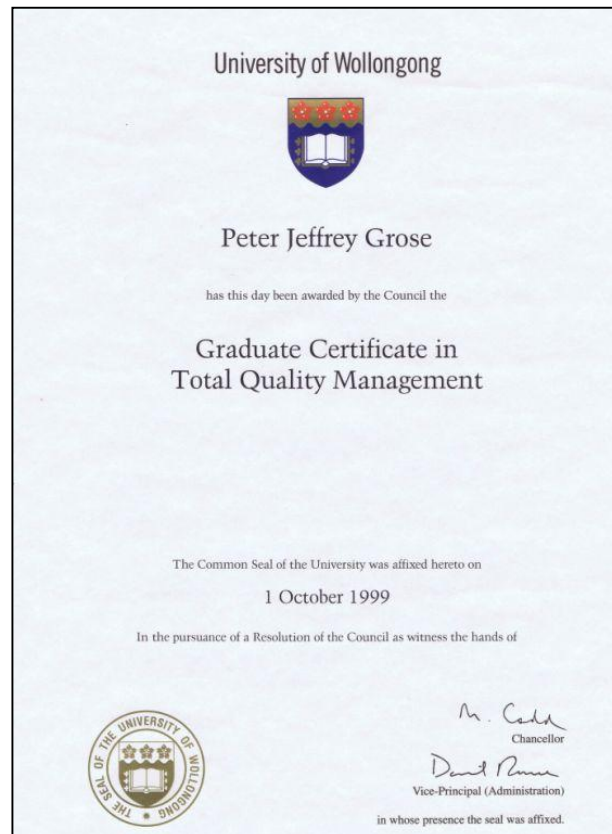 University of Wollongong
Peter Jeffrey Grose
has this day been awarded by the Council the
Graduate Certificate in
Total Quality Management
The Common Seal of the University was affixed hereto on
1 October 1999
In the pursuance of a Resolution of the Council as witness the hands of
THE SEAL OF THE UNIVERSITY OF WOLLONGONG
M.
Chancellor
David
Vice-Principal (Administration)
in whose presence the seal was affixed.